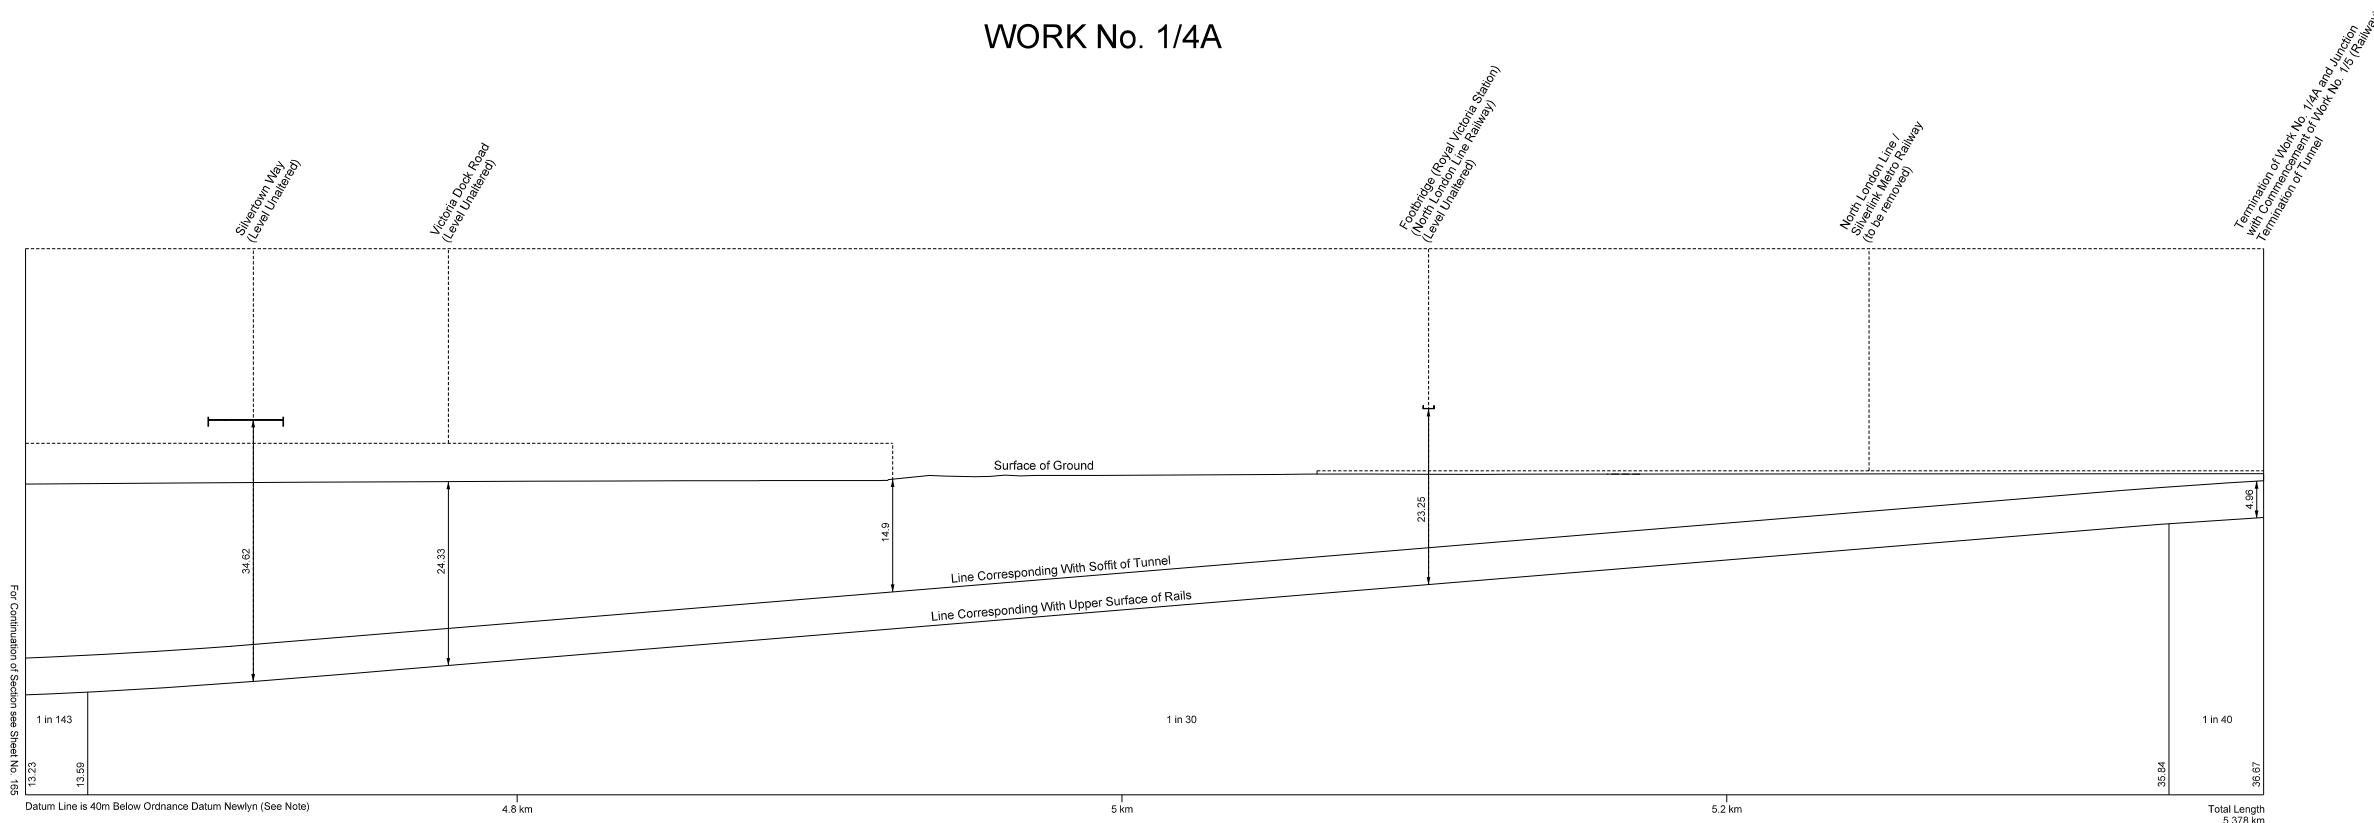 WORK No. 1/4A
Silvertown Way
(Level Unaltered)
Victoria Dock Road
(Level Unaltered)
Footbridge (Royal Victoria Station)
(North London Line Railway)
(Level Unaltered)
North London Line /
Silverlink Metro Railway
(to be removed)
Termination of Work No. 1/4A and Junction
with Commencement of Work No. 1/5 (Railway)
Termination of Tunnel
Surface of Ground
34.62
24.33
14.9
23.25
4.96
Line Corresponding With Soffit of Tunnel
Line Corresponding With Upper Surface of Rails
For Continuation of Section see Sheet No. 165
1 in 143
1 in 30
1 in 40
13.23
13.59
35.84
36.67
Datum Line is 40m Below Ordnance Datum Newlyn (See Note)
4.8 km
5 km
5.2 km
Total Length
5.378 km